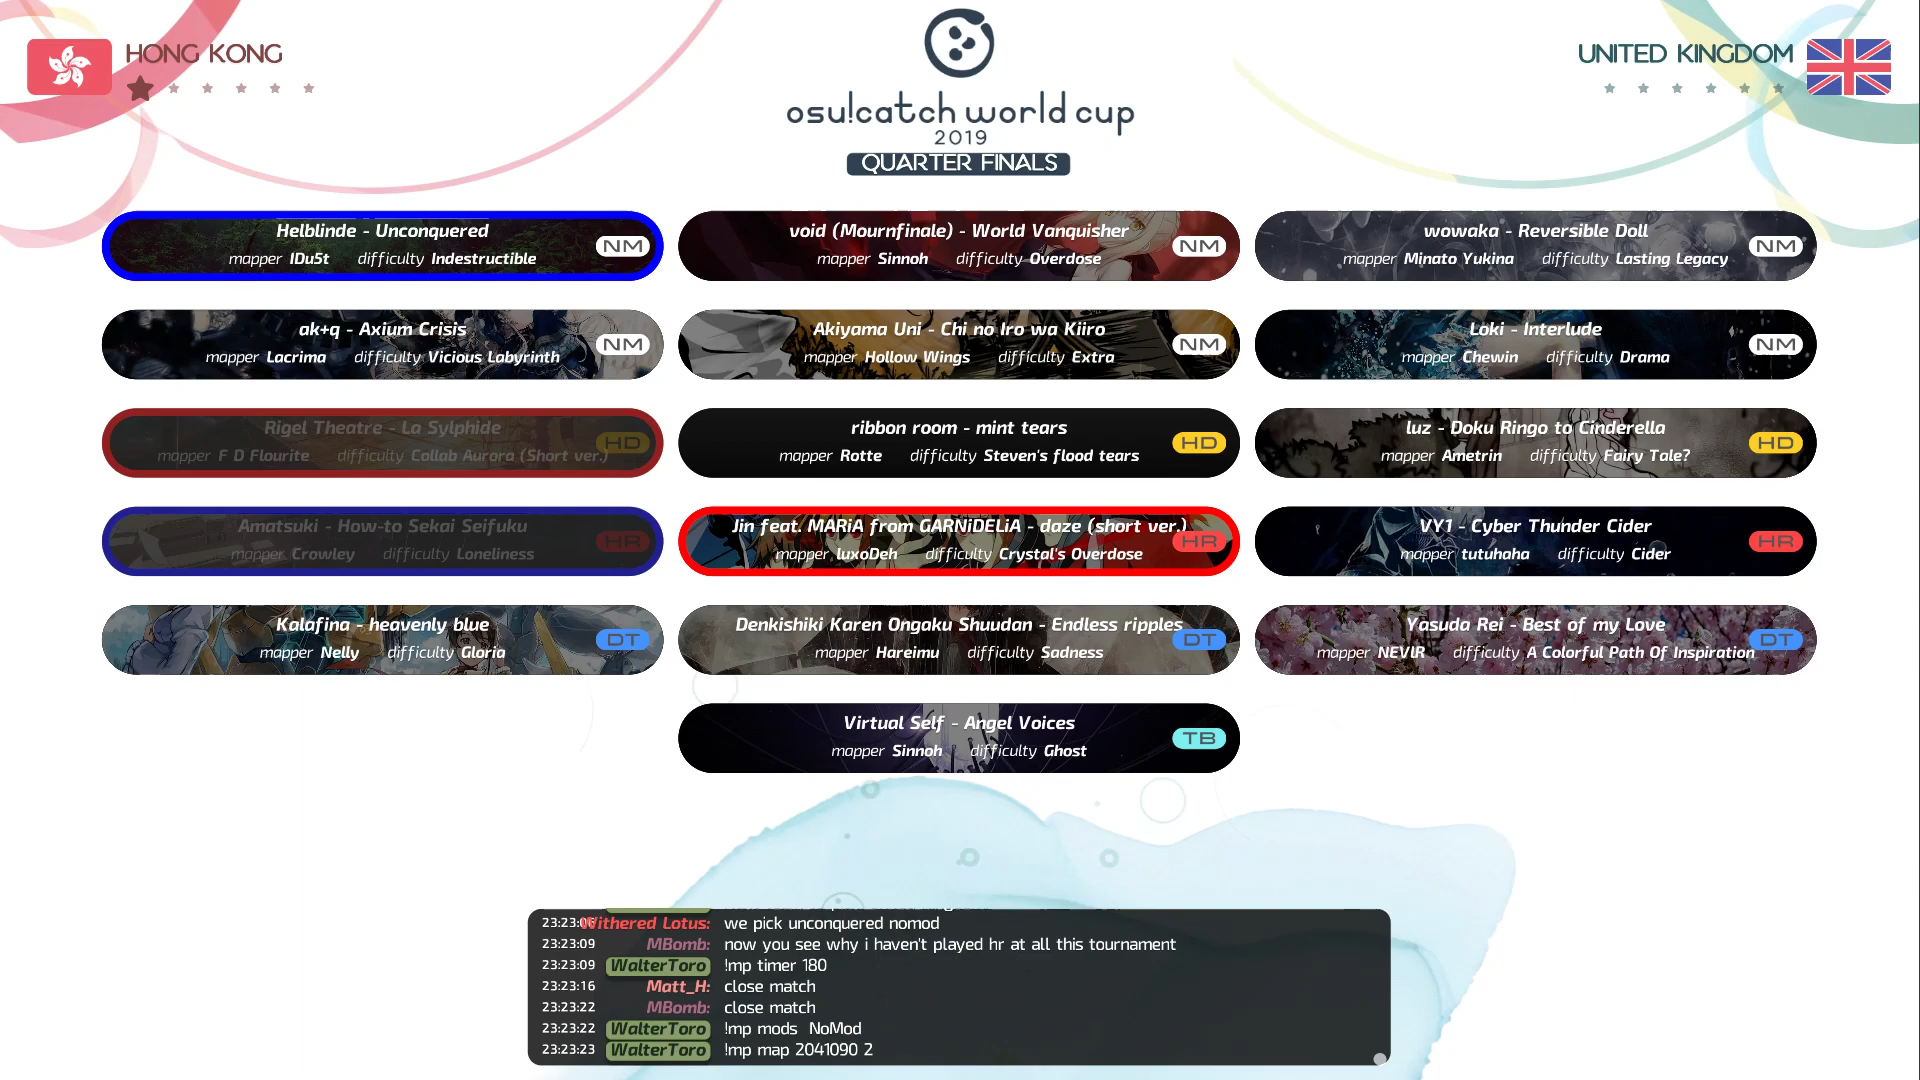 HONG KONG
UNITED KINGDOM
osu!catch world cup
2019
QUARTER FINALS
Helblinde - Unconquered
mapper IDu5t difficulty Indestructible
NM
void (Mournfinale) - World Vanquisher
mapper Sinnoh difficulty Overdose
NM
wowaka - Reversible Doll
mapper Minato Yukina difficulty Lasting Legacy
NM
ak+q - Axium Crisis
mapper Lacrima difficulty Vicious Labyrinth
NM
Akiyama Uni - Chi no Iro wa Kiiro
mapper Hollow Wings difficulty Extra
NM
Loki - Interlude
mapper Chewin difficulty Drama
NM
Rigel Theatre - La Sylphide
mapper F D Flourite difficulty Collab Aurora (Short ver.)
HD
ribbon room - mint tears
mapper Rotte difficulty Steven's flood tears
HD
luz - Doku Ringo to Cinderella
mapper Ametrin difficulty Fairy Tale?
HD
Amatsuki - How-to Sekai Seifuku
mapper Crowley difficulty Loneliness
HR
Jin feat. MARiA from GARNiDELiA - daze (short ver.)
mapper luxoDeh difficulty Crystal's Overdose
HR
VY1 - Cyber Thunder Cider
mapper tutuhaha difficulty Cider
HR
Kalafina - heavenly blue
mapper Nelly difficulty Gloria
DT
Denkishiki Karen Ongaku Shuudan - Endless ripples
mapper Hareimu difficulty Sadness
DT
Yasuda Rei - Best of my Love
mapper NEVIR difficulty A Colorful Path Of Inspiration
DT
Virtual Self - Angel Voices
mapper Sinnoh difficulty Ghost
TB
Withered Lotus: we pick unconquered nomod
23:23:09 MBomb: now you see why i haven't played hr at all this tournament
23:23:09 WalterToro !mp timer 180
23:23:16 Matt_H: close match
23:23:22 MBomb: close match
23:23:22 WalterToro !mp mods NoMod
23:23:23 WalterToro !mp map 2041090 2